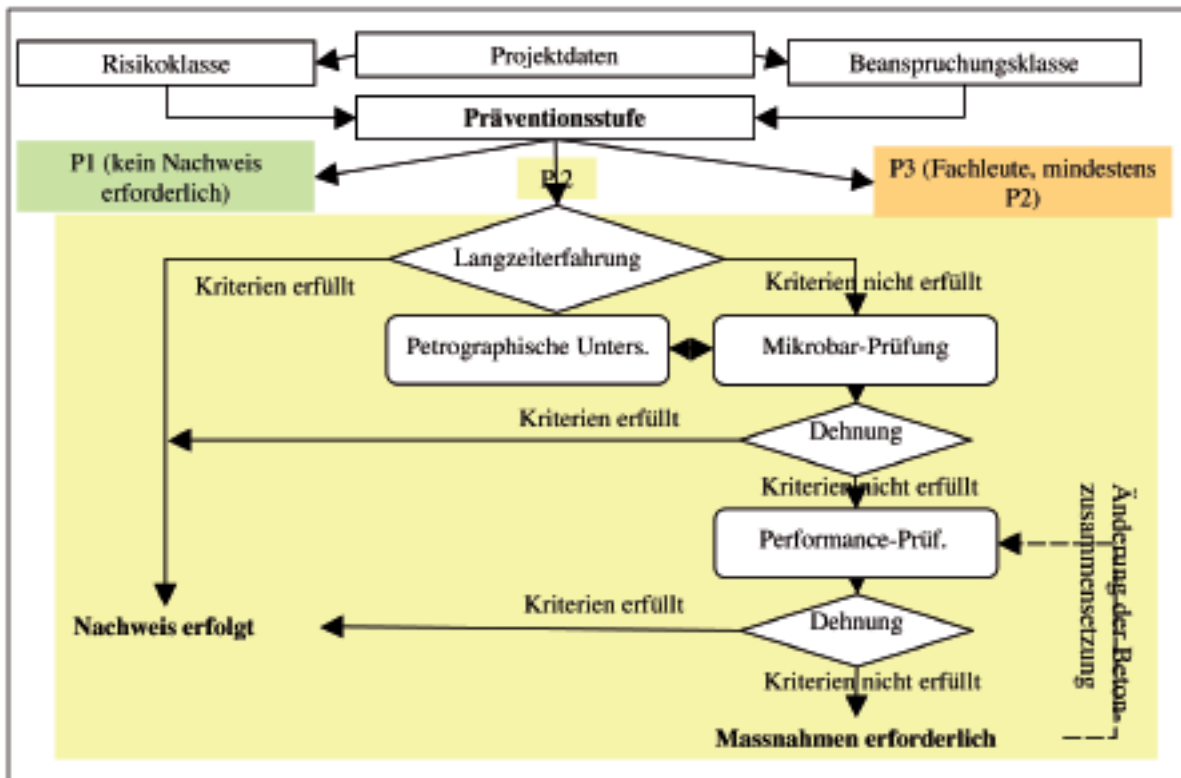 Projektdaten
Risikoklasse
Beanspruchungsklasse
Präventionsstufe
P1 (kein Nachweis
erforderlich)
P 2
P3 (Fachleute, mindestens
P2)
Langzeiterfahrung
Kriterien erfüllt
Kriterien nicht erfüllt
Petrographische Unters.
Mikrobar-Prüfung
Kriterien erfüllt
Dehnung
Kriterien nicht erfüllt
Performance-Prüf.
Änderung der Beton-
zusammensetzung
Kriterien erfüllt
Dehnung
Nachweis erfolgt
Kriterien nicht erfüllt
Massnahmen erforderlich